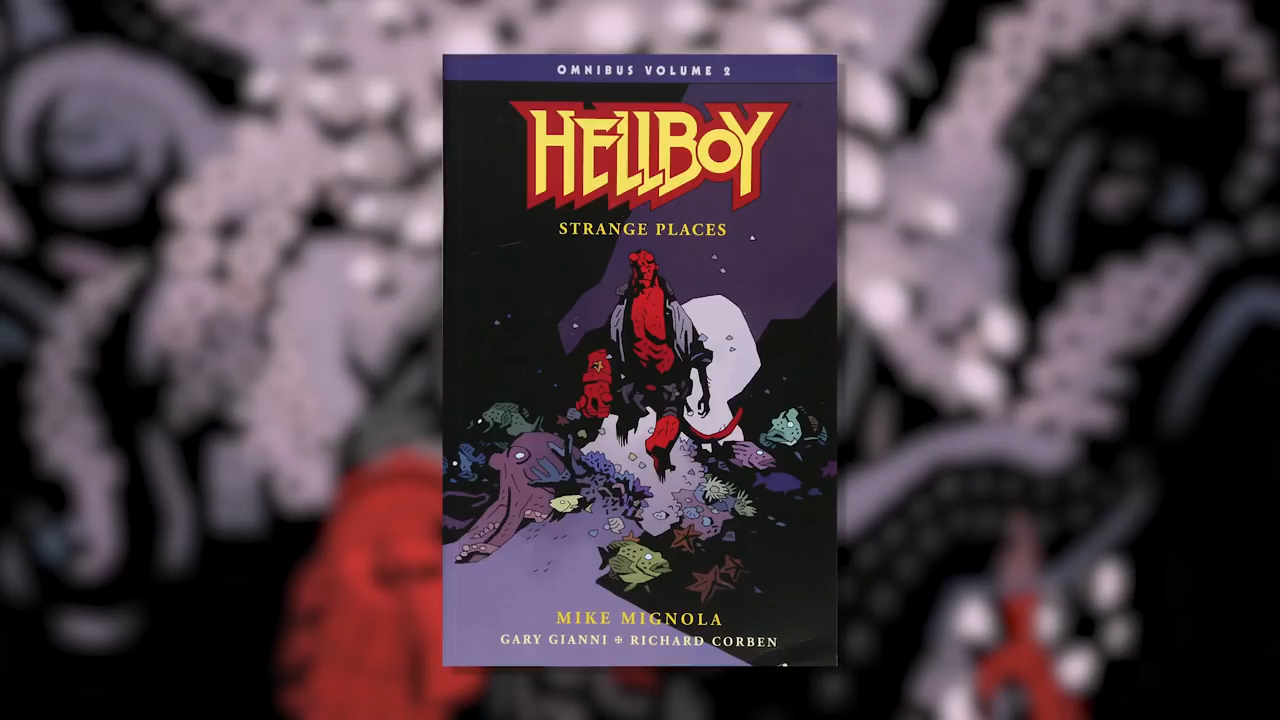 OMNIBUS VOLUME 2
HELLBOY
STRANGE PLACES
MIKE MIGNOLA
GARY GIANNI ✠ RICHARD CORBEN